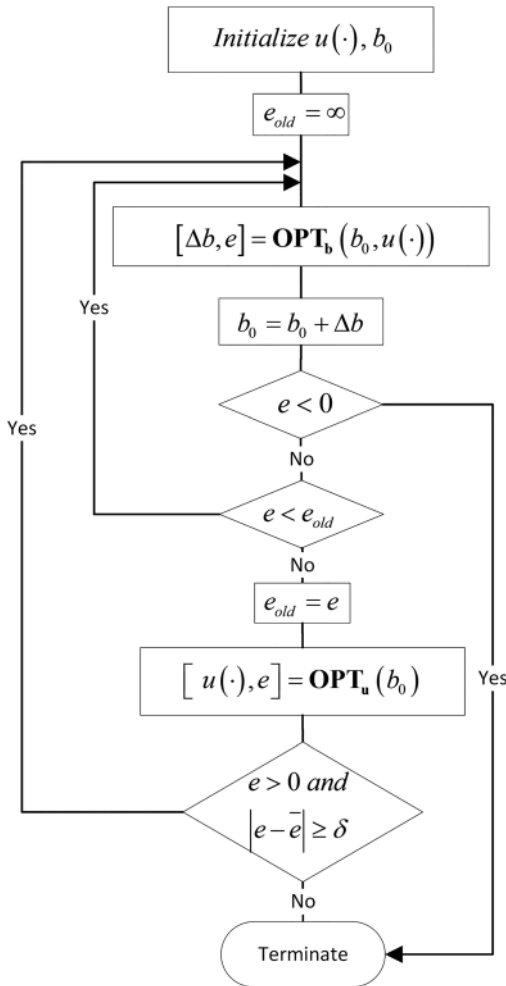 Initialize u(·), b₀
e_old = ∞
[Δb, e] = OPT_b (b₀, u(·))
Yes
b₀ = b₀ + Δb
e < 0
Yes
No
e < e_old
No
e_old = e
[ u(·), e ] = OPT_u (b₀)
Yes
e > 0 and
|e − e̅| ≥ δ
No
Terminate